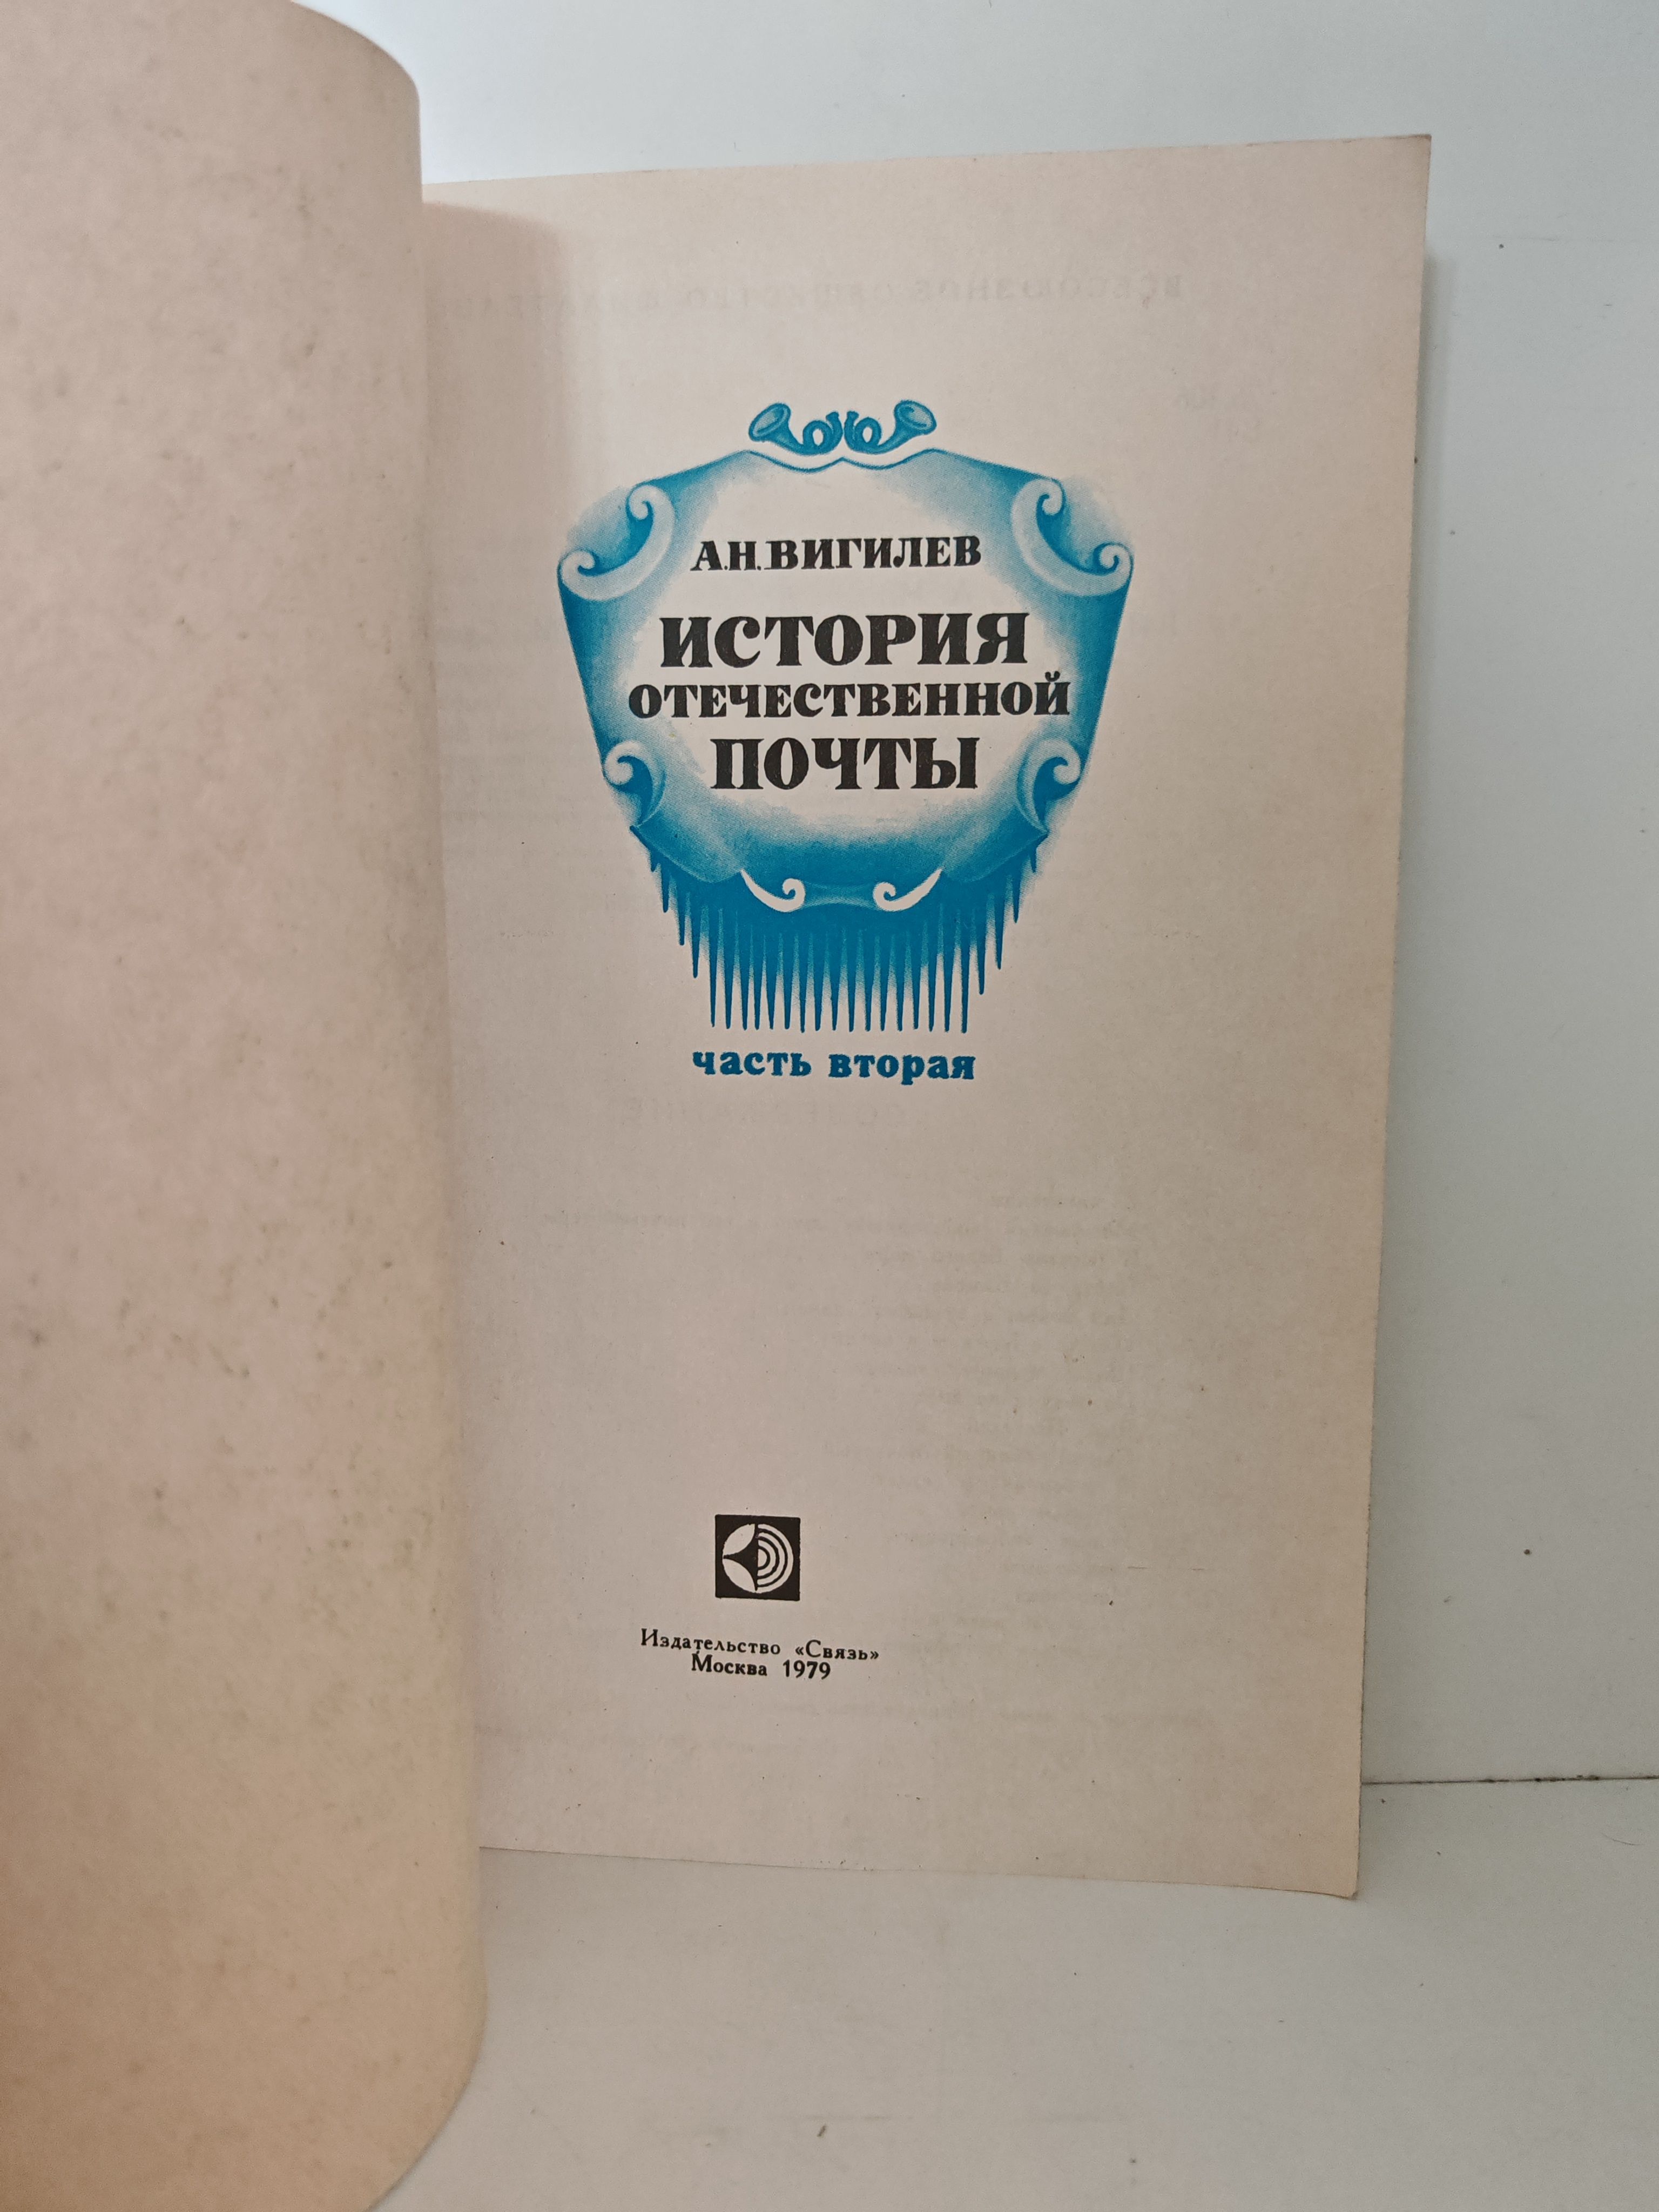 А.Н.ВИГИЛЕВ
ИСТОРИЯ
ОТЕЧЕСТВЕННОЙ
ПОЧТЫ
часть вторая
Издательство «Связь»
Москва 1979